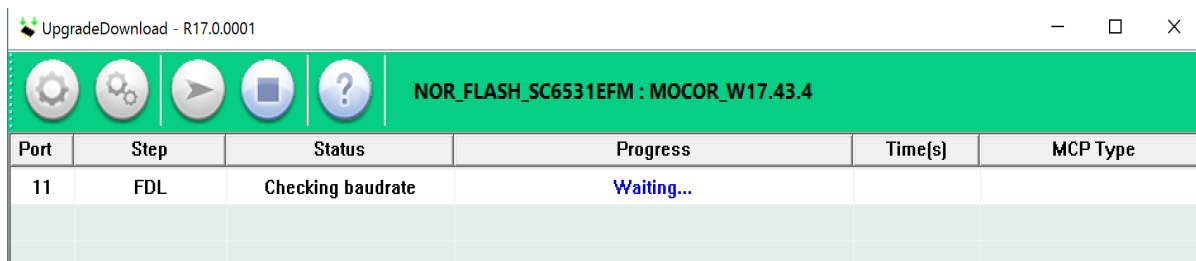 UpgradeDownload - R17.0.0001
NOR_FLASH_SC6531EFM : MOCOR_W17.43.4
Port Step Status Progress Time(s) MCP Type
11 FDL Checking baudrate Waiting...